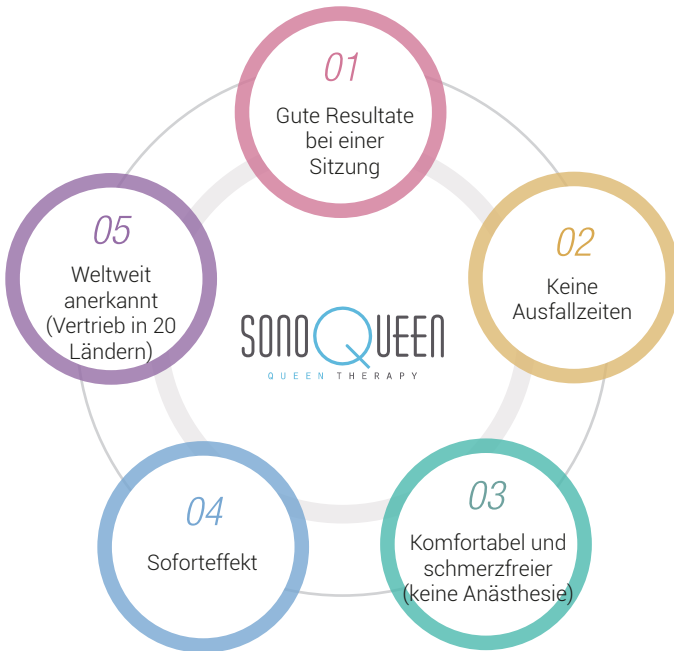 01
Gute Resultate
bei einer
Sitzung
02
Keine
Ausfallzeiten
03
Komfortabel und
schmerzfreier
(keine Anästhesie)
04
Soforteffekt
05
Weltweit
anerkannt
(Vertrieb in 20
Ländern)
SONOQUEEN
QUEEN THERAPY